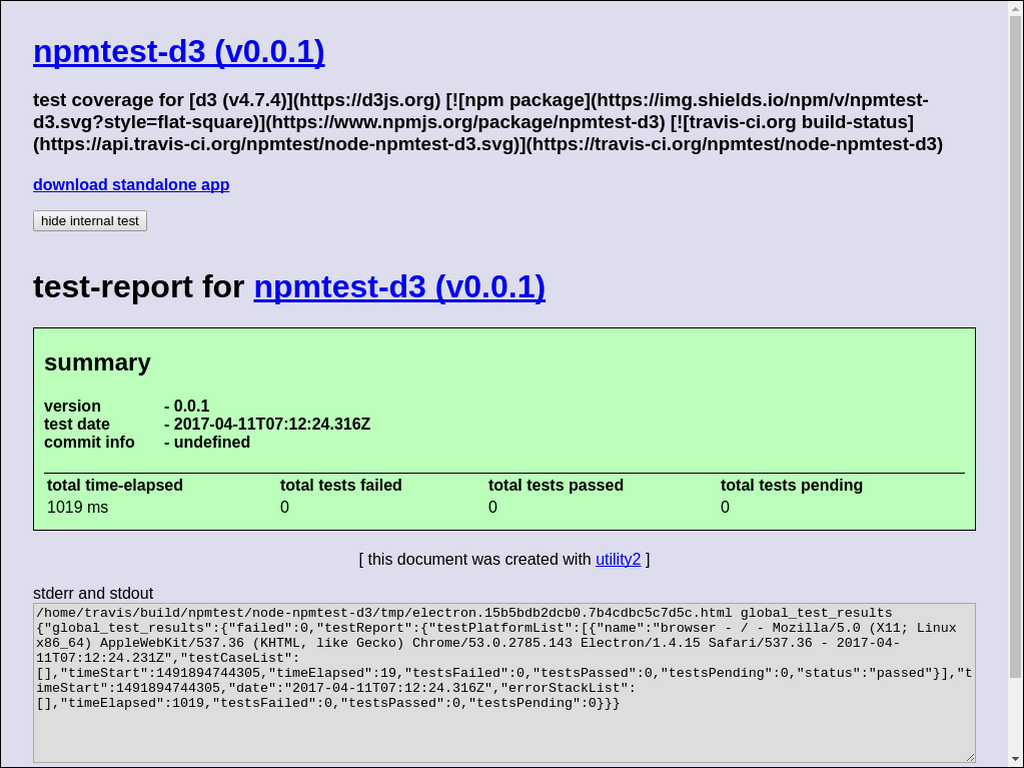 npmtest-d3 (v0.0.1)
test coverage for [d3 (v4.7.4)](https://d3js.org) [![npm package](https://img.shields.io/npm/v/npmtest-
d3.svg?style=flat-square)](https://www.npmjs.org/package/npmtest-d3) [![travis-ci.org build-status]
(https://api.travis-ci.org/npmtest/node-npmtest-d3.svg)](https://travis-ci.org/npmtest/node-npmtest-d3)
download standalone app
hide internal test
test-report for npmtest-d3 (v0.0.1)
summary
version - 0.0.1
test date - 2017-04-11T07:12:24.316Z
commit info - undefined
total time-elapsed total tests failed total tests passed total tests pending
1019 ms 0 0 0
[ this document was created with utility2 ]
stderr and stdout
/home/travis/build/npmtest/node-npmtest-d3/tmp/electron.15b5bdb2dcb0.7b4cdbc5c7d5c.html global_test_results
{"global_test_results":{"failed":0,"testReport":{"testPlatformList":[{"name":"browser - / - Mozilla/5.0 (X11; Linux
x86_64) AppleWebKit/537.36 (KHTML, like Gecko) Chrome/53.0.2785.143 Electron/1.4.15 Safari/537.36 - 2017-04-
11T07:12:24.231Z","testCaseList":
[],"timeStart":1491894744305,"timeElapsed":19,"testsFailed":0,"testsPassed":0,"testsPending":0,"status":"passed"}],"t
imeStart":1491894744305,"date":"2017-04-11T07:12:24.316Z","errorStackList":
[],"timeElapsed":1019,"testsFailed":0,"testsPassed":0,"testsPending":0}}}